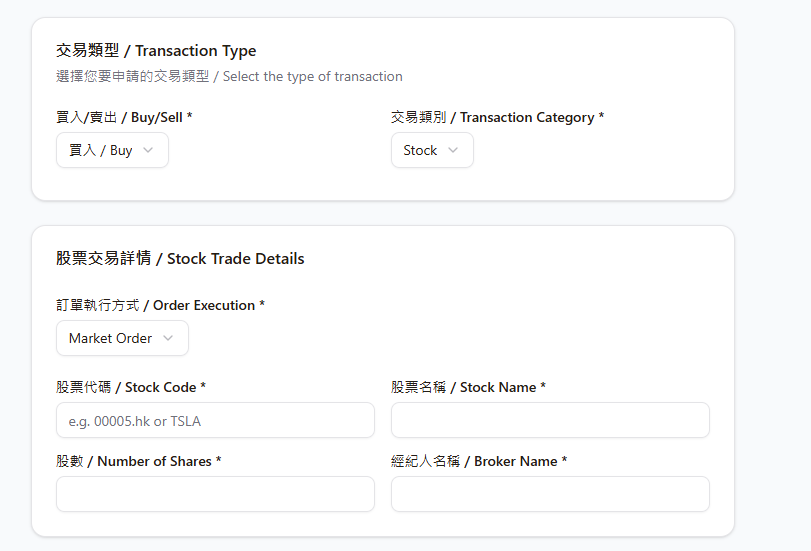 交易類型 / Transaction Type
選擇您要申請的交易類型 / Select the type of transaction
買入/賣出 / Buy/Sell *
交易類別 / Transaction Category *
買入 / Buy
Stock
股票交易詳情 / Stock Trade Details
訂單執行方式 / Order Execution *
Market Order
股票代碼 / Stock Code *
股票名稱 / Stock Name *
e.g. 00005.hk or TSLA
股數 / Number of Shares *
經紀人名稱 / Broker Name *